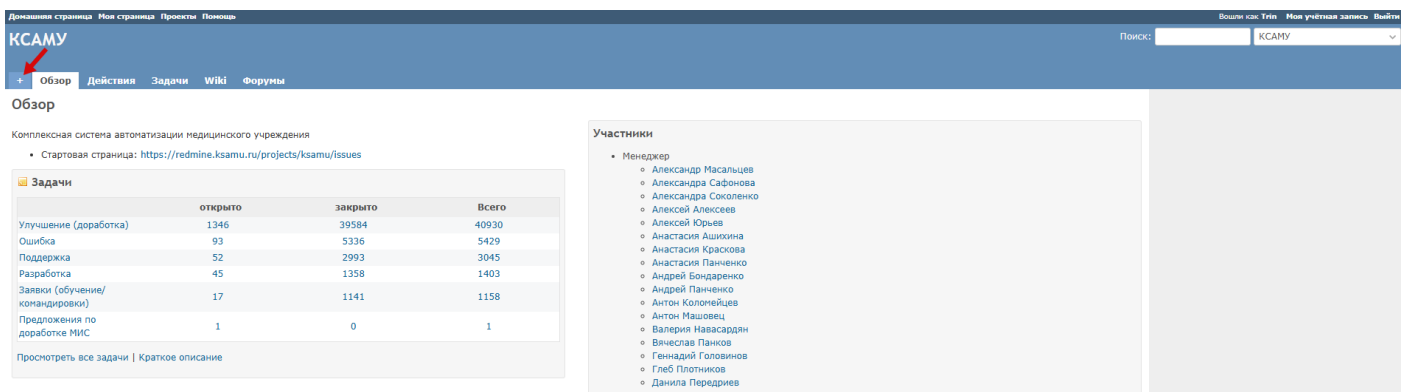 Домашняя страница Моя страница Проекты Помощь
Вошли как Trin Моя учётная запись Выйти
КСАМУ
Поиск:
КСАМУ
+ Обзор Действия Задачи Wiki Форумы
Обзор
Комплексная система автоматизации медицинского учреждения
• Стартовая страница: https://redmine.ksamu.ru/projects/ksamu/issues
Задачи
открыто закрыто Всего
Улучшение (доработка) 1346 39584 40930
Ошибка 93 5336 5429
Поддержка 52 2993 3045
Разработка 45 1358 1403
Заявки (обучение/
командировки) 17 1141 1158
Предложения по
доработке МИС 1 0 1
Просмотреть все задачи | Краткое описание
Участники
• Менеджер
Александр Масальцев
Александра Сафонова
Александра Соколенко
Алексей Алексеев
Алексей Юрьев
Анастасия Ашихина
Анастасия Краскова
Анастасия Панченко
Андрей Бондаренко
Андрей Панченко
Антон Коломейцев
Антон Машовец
Валерия Навасардян
Вячеслав Панков
Геннадий Головинов
Глеб Плотников
Данила Передриев